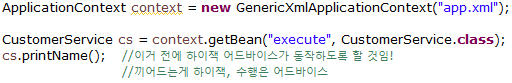 ApplicationContext context = new GenericXmlApplicationContext("app.xml");
CustomerService cs = context.getBean("execute", CustomerService.class);
cs.printName(); //이거 전에 하이잭 어드바이스가 동작하도록 할 것임!
//끼어드는게 하이잭, 수행은 어드바이스